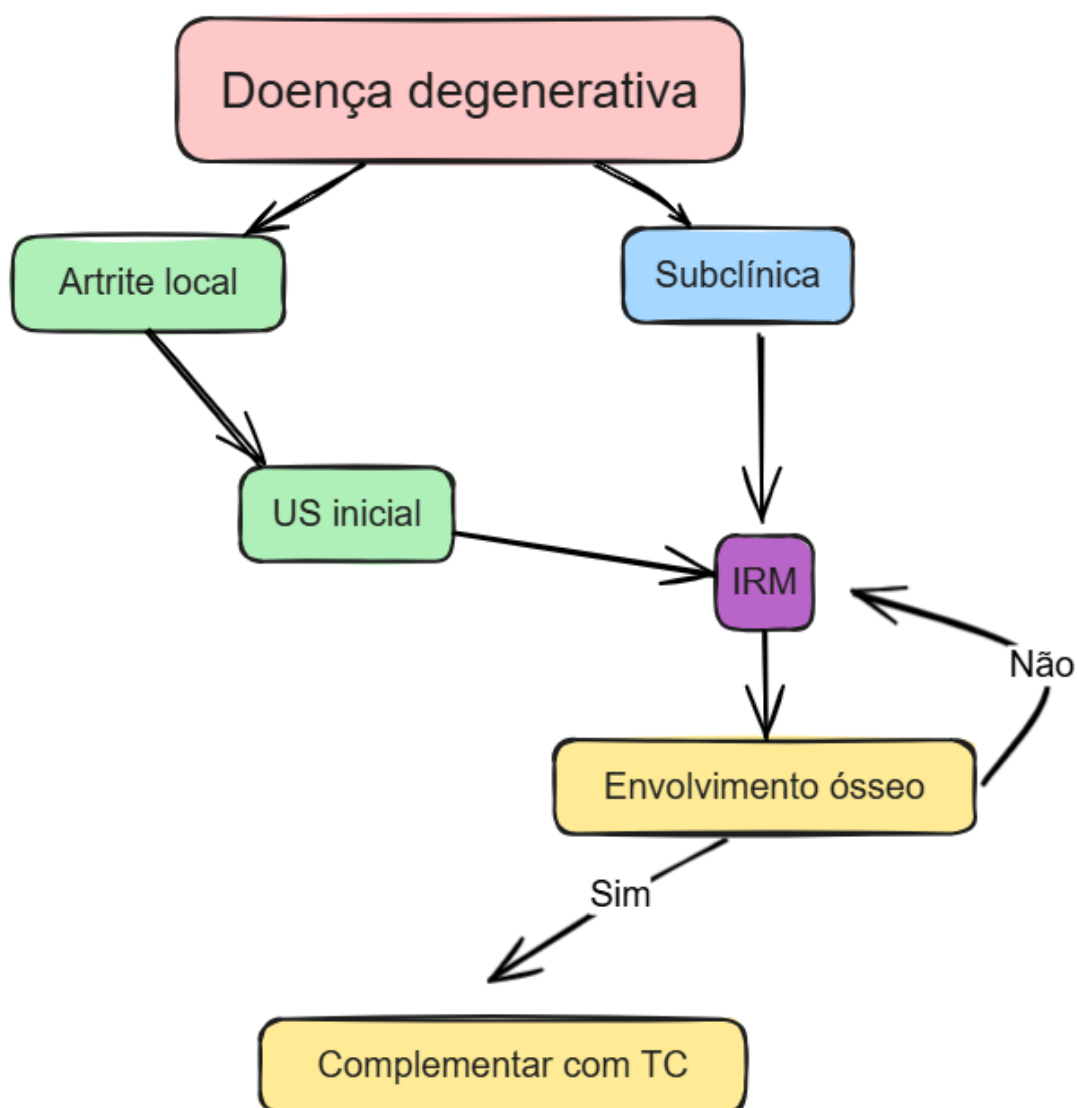 Doença degenerativa
Artrite local
Subclínica
US inicial
IRM
Não
Envolvimento ósseo
Sim
Complementar com TC